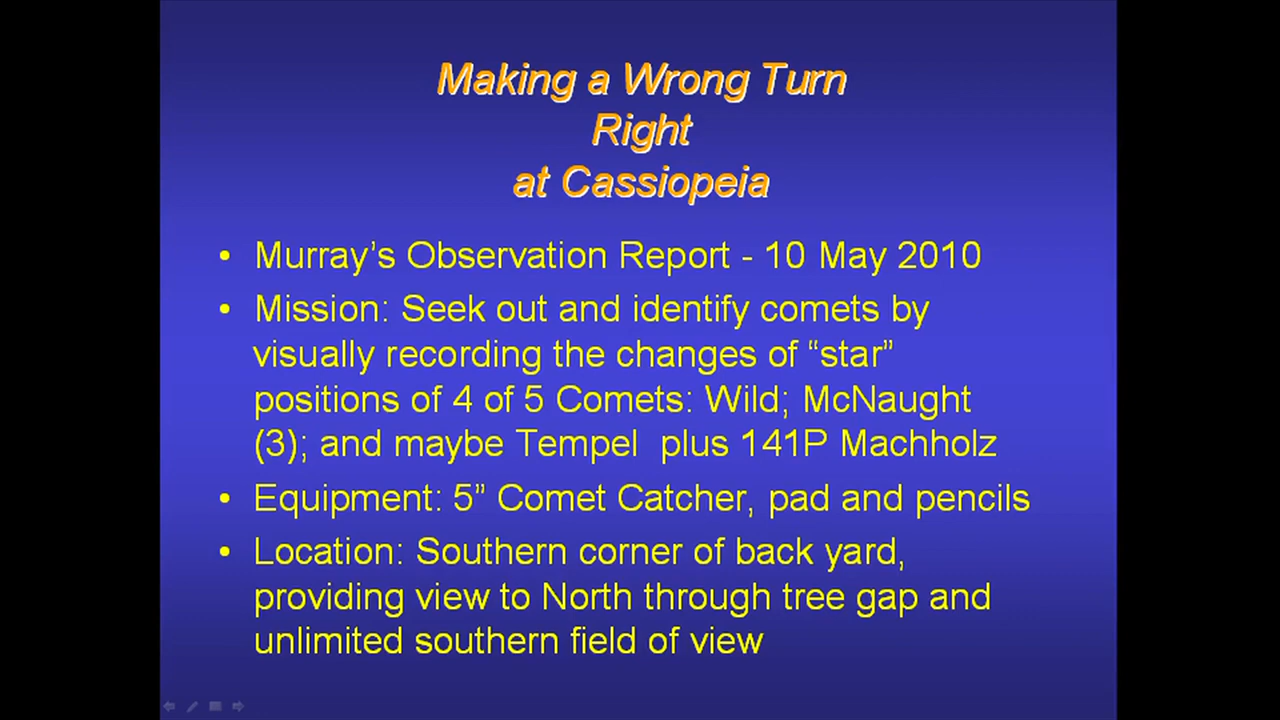 Making a Wrong Turn
Right
at Cassiopeia
• Murray’s Observation Report - 10 May 2010
• Mission: Seek out and identify comets by
visually recording the changes of “star”
positions of 4 of 5 Comets: Wild; McNaught
(3); and maybe Tempel plus 141P Machholz
• Equipment: 5” Comet Catcher, pad and pencils
• Location: Southern corner of back yard,
providing view to North through tree gap and
unlimited southern field of view